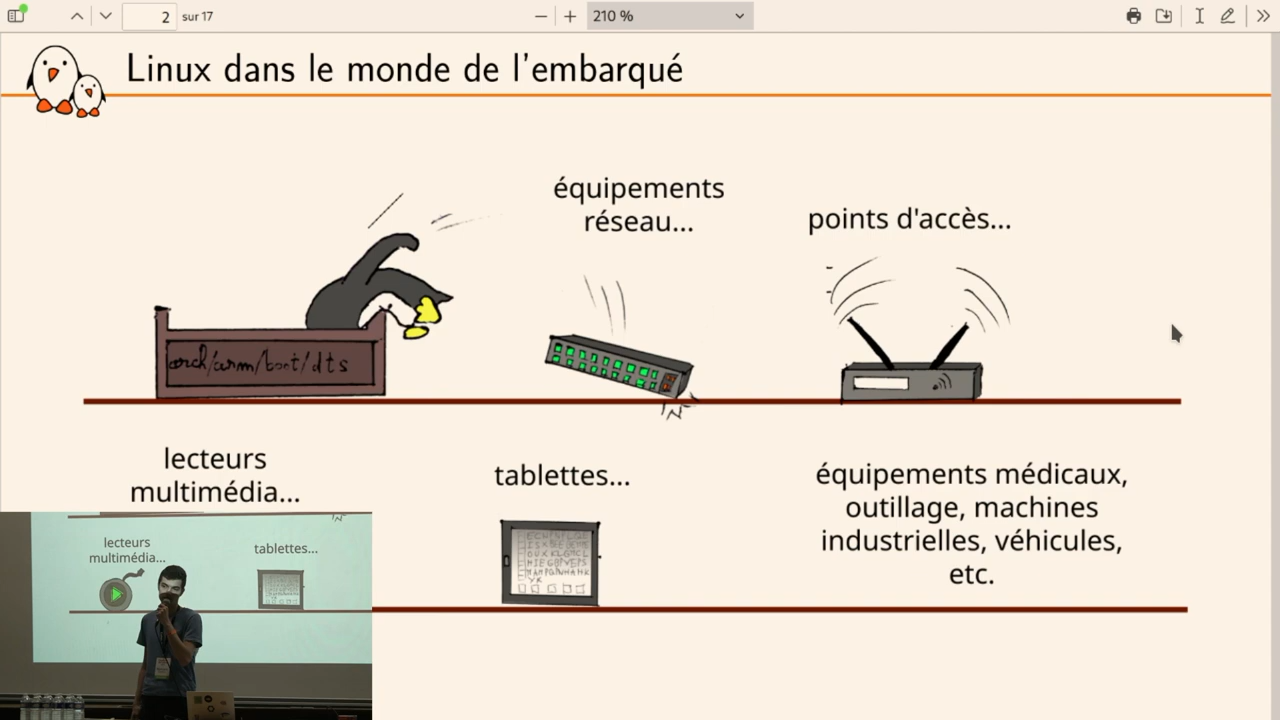 2
sur 17
210 %
Linux dans le monde de l'embarqué
équipements
réseau...
points d'accès...
arch/arm/boot/dts
lecteurs
multimédia...
tablettes...
équipements médicaux,
outillage, machines
industrielles, véhicules,
etc.
lecteurs
multimédia...
tablettes...